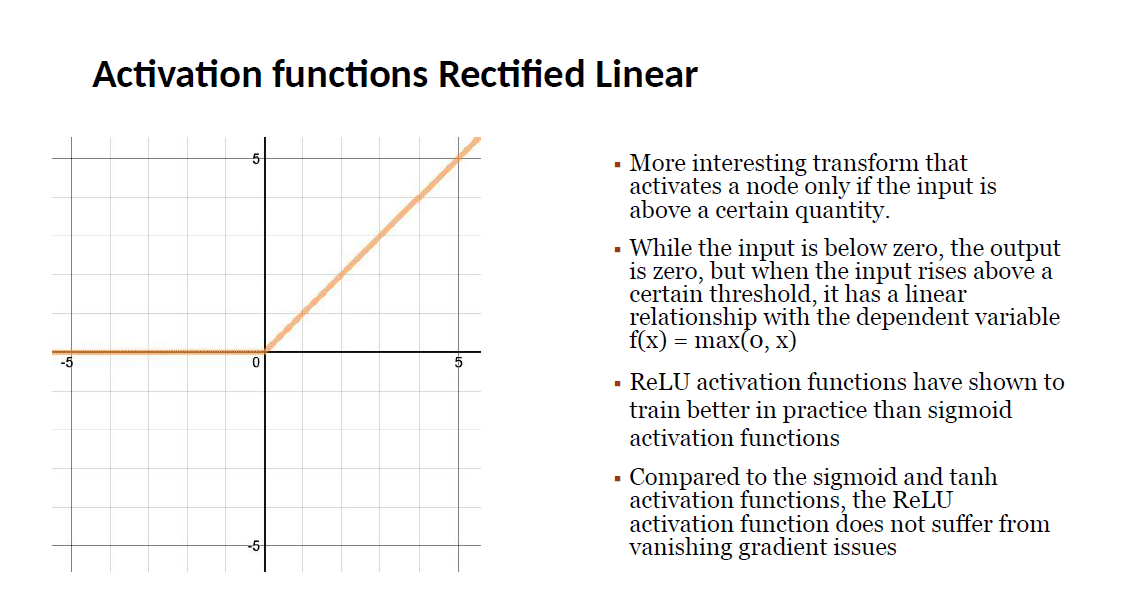 Activation functions Rectified Linear
5
-5
0
5
-5
▪ More interesting transform that
activates a node only if the input is
above a certain quantity.
▪ While the input is below zero, the output
is zero, but when the input rises above a
certain threshold, it has a linear
relationship with the dependent variable
f(x) = max(0, x)
▪ ReLU activation functions have shown to
train better in practice than sigmoid
activation functions
▪ Compared to the sigmoid and tanh
activation functions, the ReLU
activation function does not suffer from
vanishing gradient issues